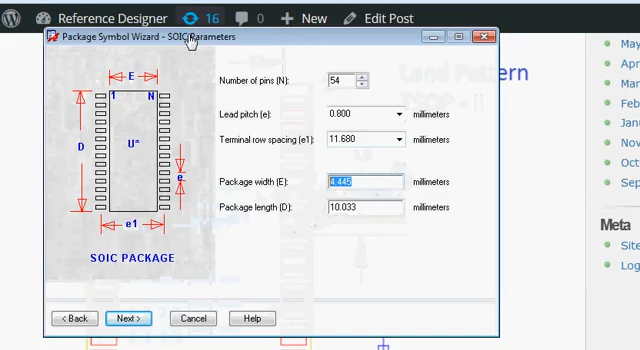 Reference Designer 16 0 New Edit Post
Package Symbol Wizard - SOIC Parameters
Number of pins (N): 54
Lead pitch (e): 0.800 millimeters
Terminal row spacing (e1): 11.680 millimeters
Package width (E): 4.445 millimeters
Package length (D): 10.033 millimeters
E
1 N
D
U*
e
e1
SOIC PACKAGE
< Back Next > Cancel Help
Land Pattern
TSOP - II
May
Apr
Mar
Feb
Janu
Nov
Oct
Sep
Meta
Site
Log